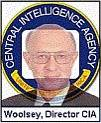 CENTRAL INTELLIGENCE AGENCY
Woolsey, Director CIA